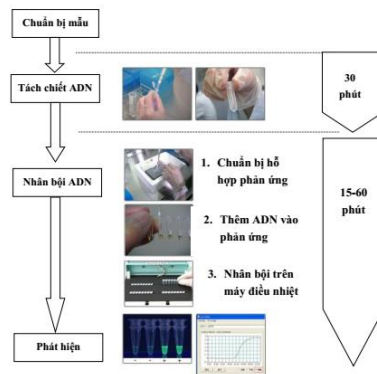 Chuẩn bị mẫu
Tách chiết ADN
30
phút
Nhân bội ADN
1. Chuẩn bị hỗ
hợp phản ứng
2. Thêm ADN vào
phản ứng
3. Nhân bội trên
máy điều nhiệt
15-60
phút
Phát hiện